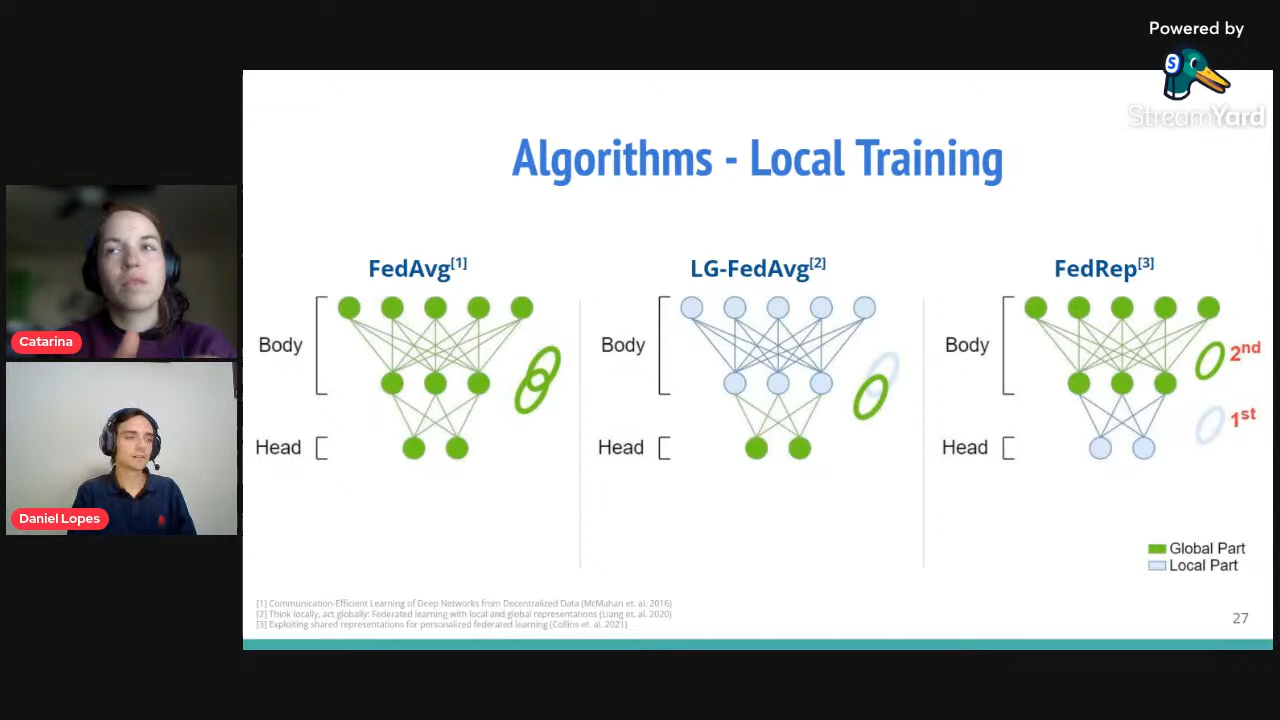 Powered by
StreamYard
Algorithms - Local Training
FedAvg[1]
LG-FedAvg[2]
FedRep[3]
Body
Body
Body
2nd
1st
Head
Head
Head
Global Part
Local Part
[1] Communication-Efficient Learning of Deep Networks from Decentralized Data (McMahan et. al. 2016)
[2] Think locally, act globally: Federated learning with local and global representations (Liang et. al. 2020)
[3] Exploiting shared representations for personalized federated learning (Collins et. al. 2021)
27
Catarina
Daniel Lopes
S